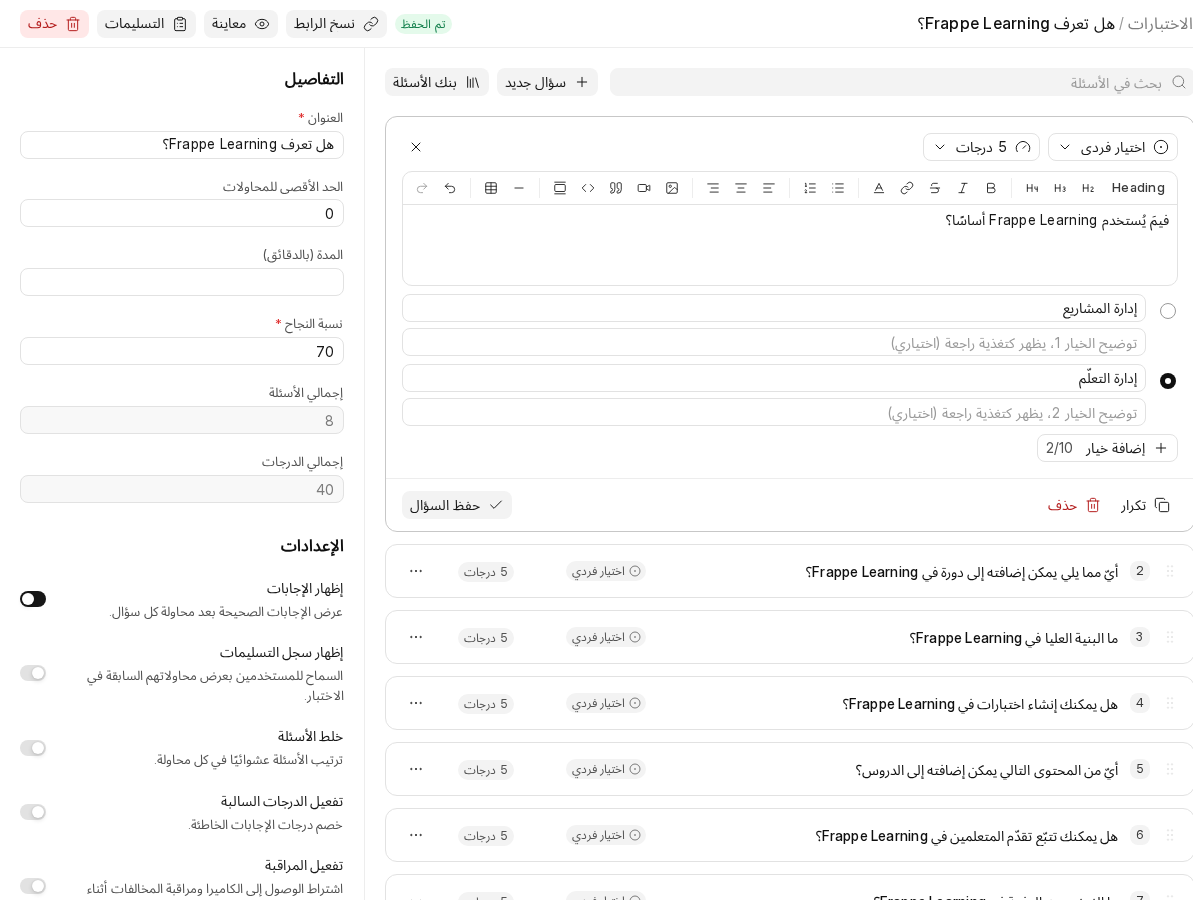 الاختبارات / هل تعرف Frappe Learning؟
تم الحفظ
نسخ الرابط
معاينة
التسليمات
حذف
بحث في الأسئلة
سؤال جديد
بنك الأسئلة
اختيار فردي
5 درجات
Heading H2 H3 H4
فيمَ يُستخدم Frappe Learning أساسًا؟
إدارة المشاريع
توضيح الخيار 1، يظهر كتغذية راجعة (اختياري)
إدارة التعلّم
توضيح الخيار 2، يظهر كتغذية راجعة (اختياري)
إضافة خيار 2/10
تكرار
حذف
حفظ السؤال
2 أيّ مما يلي يمكن إضافته إلى دورة في Frappe Learning؟ اختيار فردي 5 درجات
3 ما البنية العليا في Frappe Learning؟ اختيار فردي 5 درجات
4 هل يمكنك إنشاء اختبارات في Frappe Learning؟ اختيار فردي 5 درجات
5 أيّ من المحتوى التالي يمكن إضافته إلى الدروس؟ اختيار فردي 5 درجات
6 هل يمكنك تتبّع تقدّم المتعلمين في Frappe Learning؟ اختيار فردي 5 درجات
التفاصيل
العنوان *
هل تعرف Frappe Learning؟
الحد الأقصى للمحاولات
0
المدة (بالدقائق)
نسبة النجاح *
70
إجمالي الأسئلة
8
إجمالي الدرجات
40
الإعدادات
إظهار الإجابات
عرض الإجابات الصحيحة بعد محاولة كل سؤال.
إظهار سجل التسليمات
السماح للمستخدمين بعرض محاولاتهم السابقة في
الاختبار.
خلط الأسئلة
ترتيب الأسئلة عشوائيًا في كل محاولة.
تفعيل الدرجات السالبة
خصم درجات الإجابات الخاطئة.
تفعيل المراقبة
اشتراط الوصول إلى الكاميرا ومراقبة المخالفات أثناء